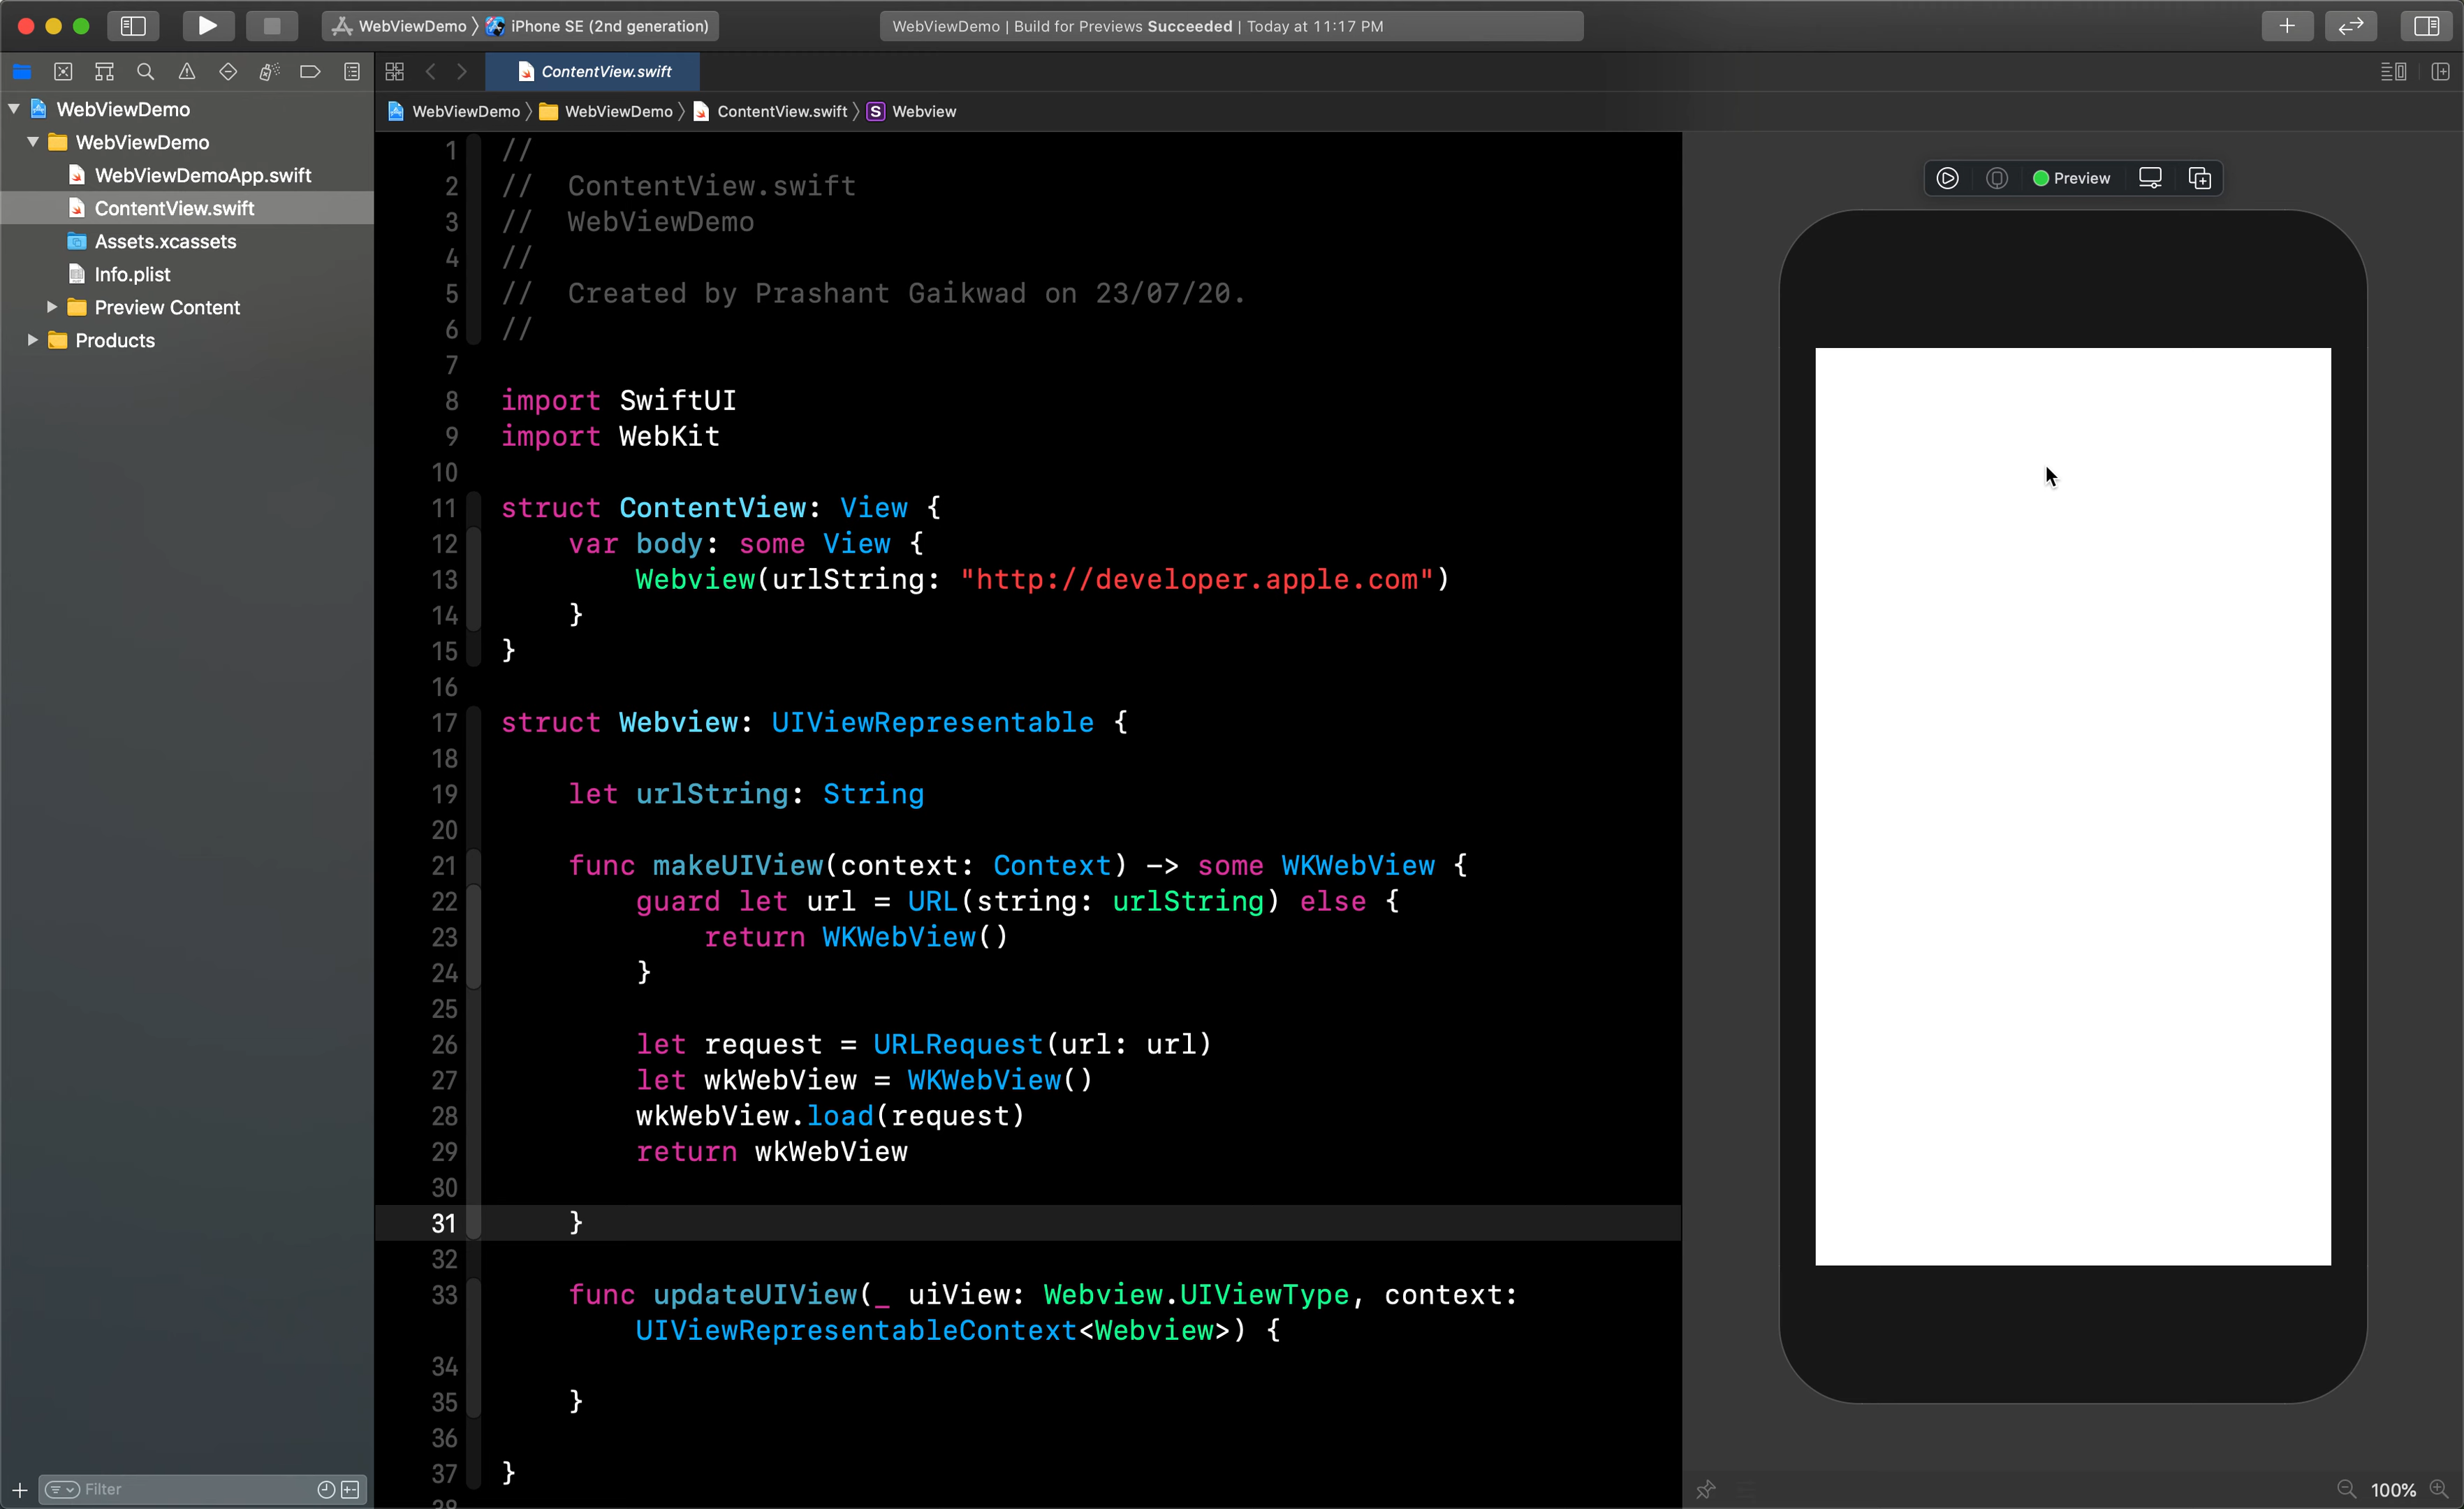 WebViewDemo 〉 iPhone SE (2nd generation)
WebViewDemo | Build for Previews Succeeded | Today at 11:17 PM
ContentView.swift
WebViewDemo 〉 WebViewDemo 〉 ContentView.swift 〉 S Webview
WebViewDemo
WebViewDemo
WebViewDemoApp.swift
ContentView.swift
Assets.xcassets
Info.plist
Preview Content
Products
Filter
1 //
2 //  ContentView.swift
3 //  WebViewDemo
4 //
5 //  Created by Prashant Gaikwad on 23/07/20.
6 //
7
8 import SwiftUI
9 import WebKit
10
11 struct ContentView: View {
12     var body: some View {
13         Webview(urlString: "http://developer.apple.com")
14     }
15 }
16
17 struct Webview: UIViewRepresentable {
18
19     let urlString: String
20
21     func makeUIView(context: Context) -> some WKWebView {
22         guard let url = URL(string: urlString) else {
23             return WKWebView()
24         }
25
26         let request = URLRequest(url: url)
27         let wkWebView = WKWebView()
28         wkWebView.load(request)
29         return wkWebView
30
31     }
32
33     func updateUIView(_ uiView: Webview.UIViewType, context:
        UIViewRepresentableContext<Webview>) {
34
35     }
36
37 }
38
Preview
100%